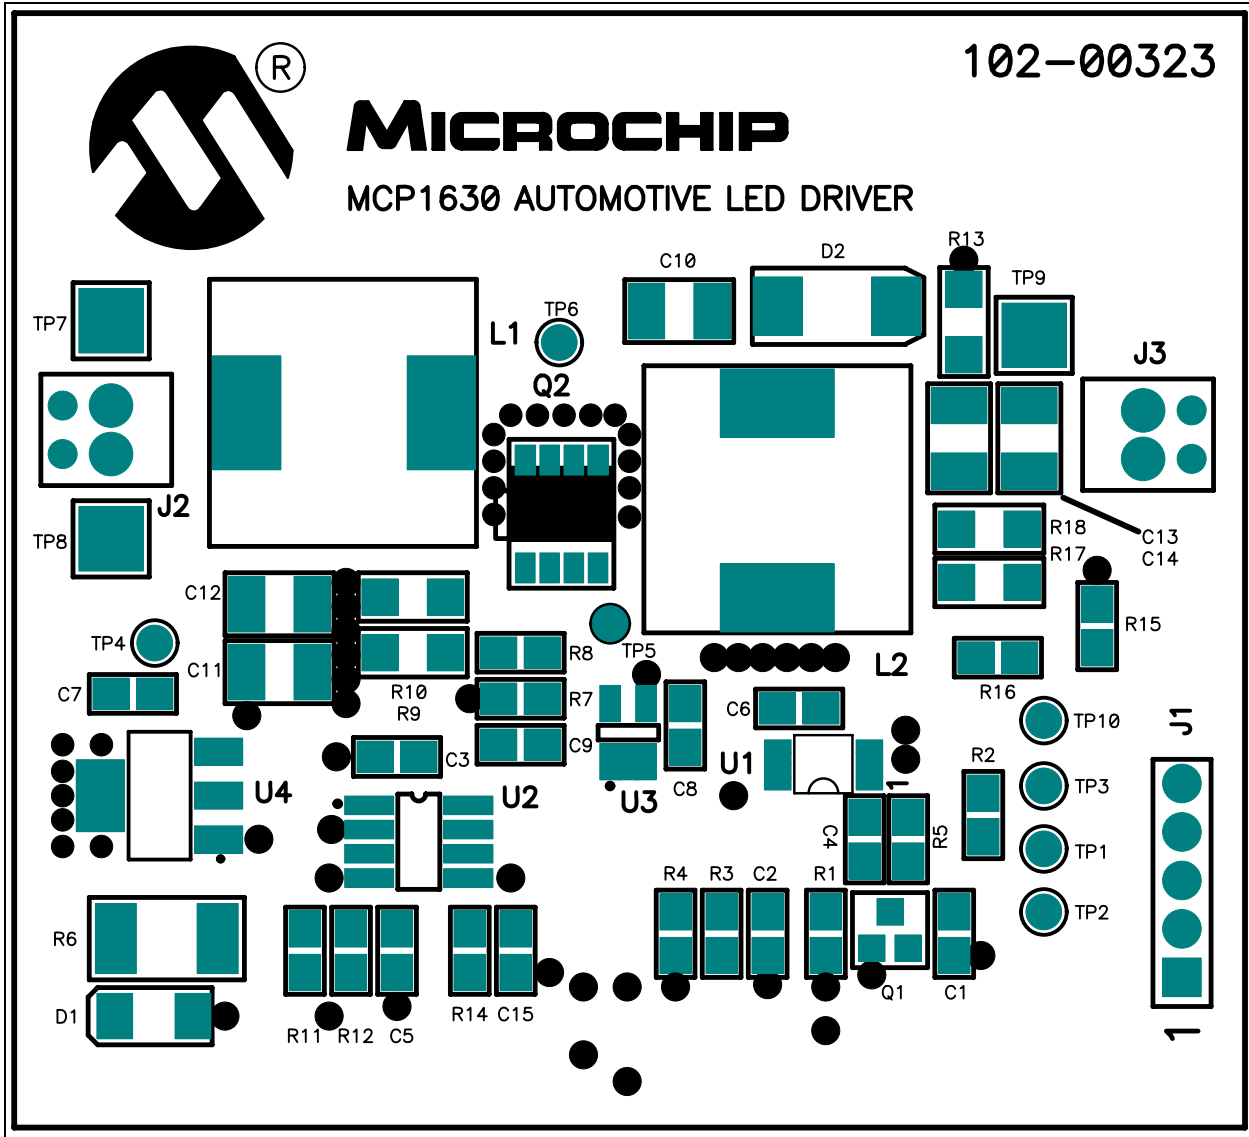 102-00323
®
MICROCHIP
MCP1630 AUTOMOTIVE LED DRIVER
R13
C10
D2
TP9
TP7
TP6
L1
J3
Q2
J2
TP8
R18
C13
R17
C14
C12
TP4
R8
TP5
R15
C11
L2
C7
R10
R9
R7
C6
R16
TP10
J1
C9
C3
U1
R2
U4
U2
U3
C8
1
TP3
C4
R5
TP1
R4
R3
C2
R1
TP2
R6
Q1
C1
D1
R11
R12
C5
R14
C15
1